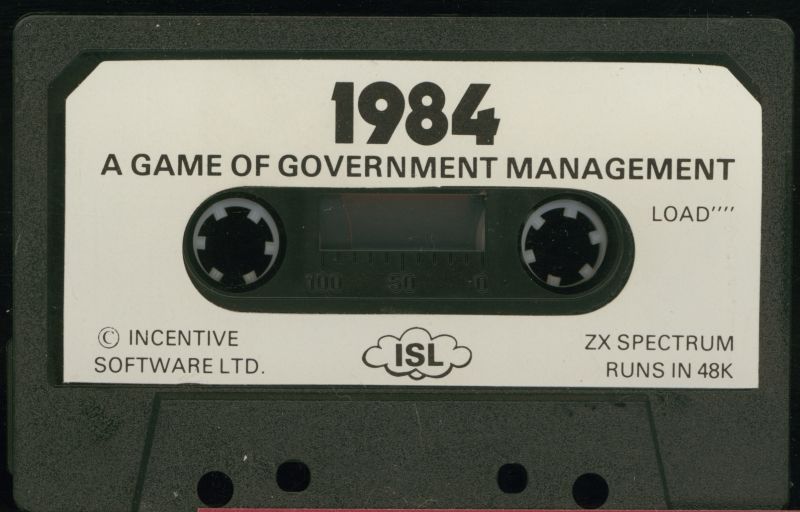 1984
A GAME OF GOVERNMENT MANAGEMENT
LOAD''''
100 50 0
© INCENTIVE
SOFTWARE LTD.
ISL
ZX SPECTRUM
RUNS IN 48K